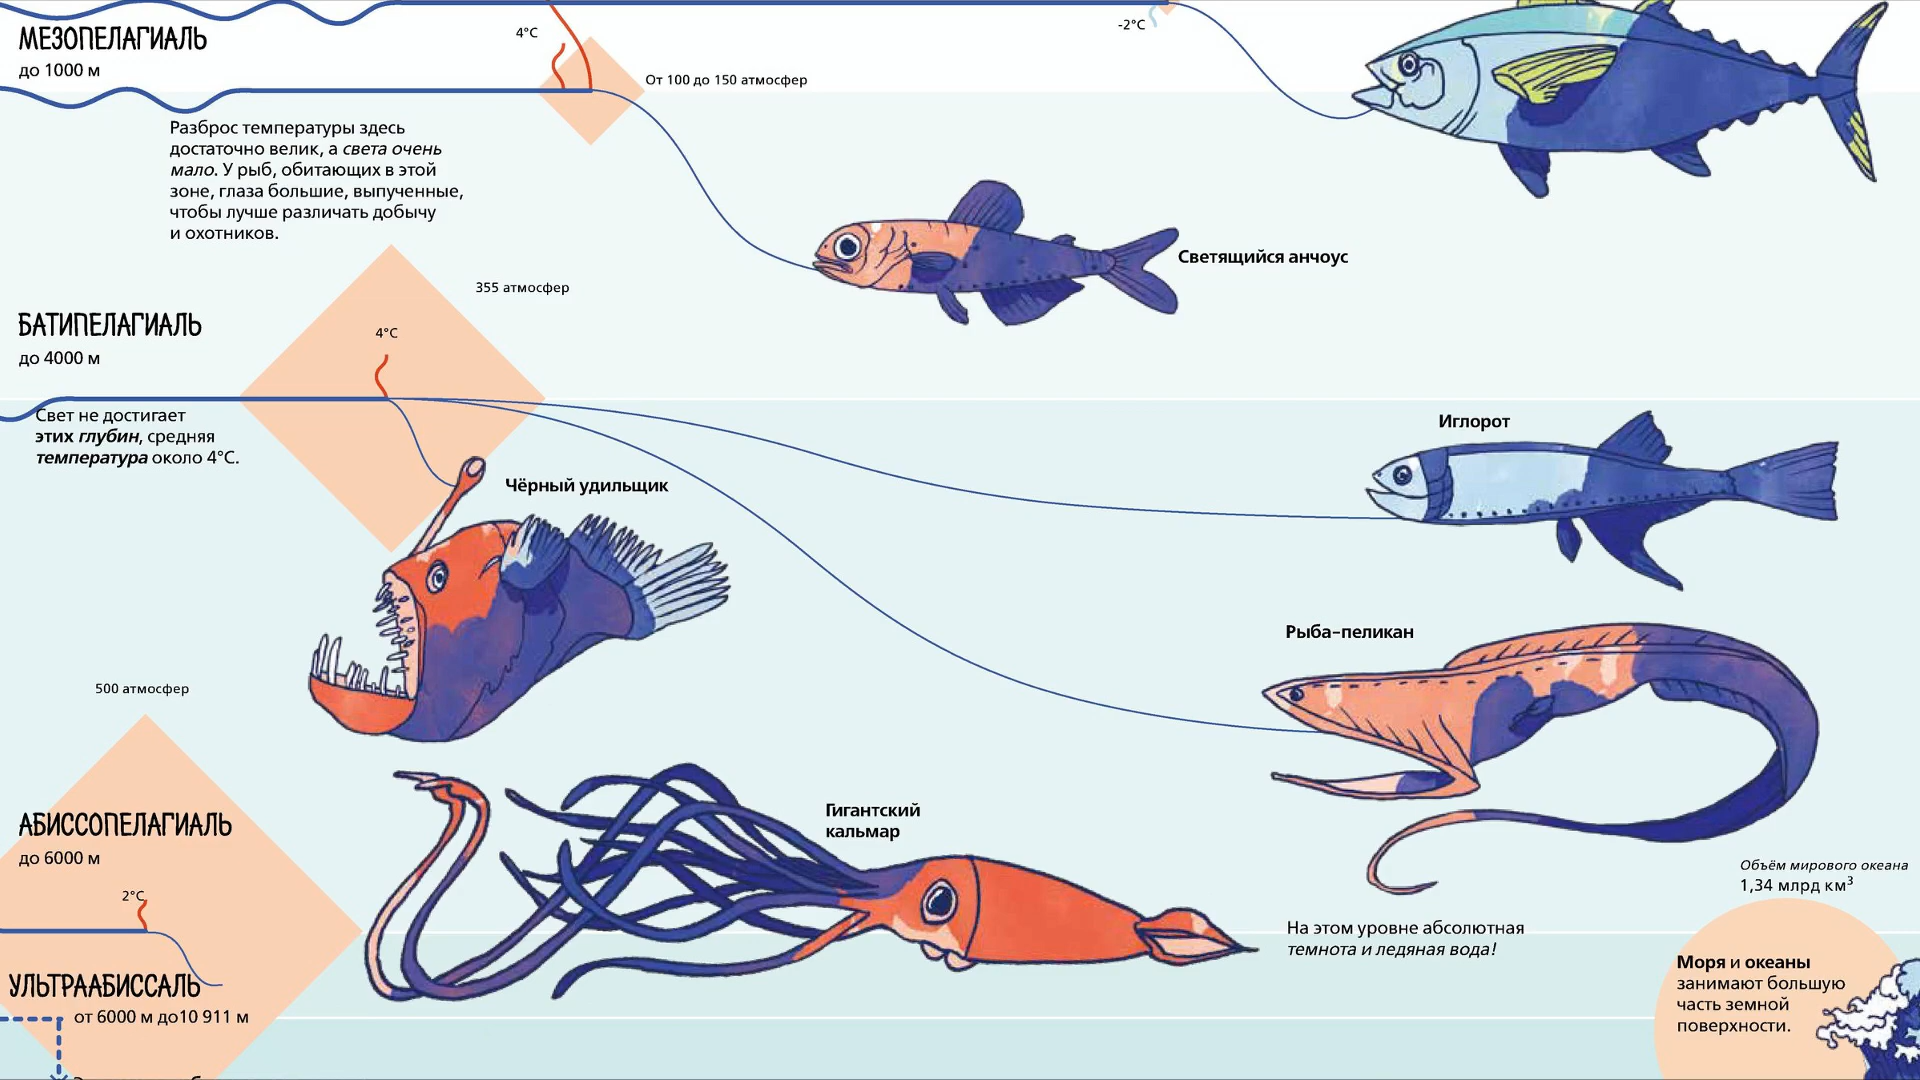 МЕЗОПЕЛАГИАЛЬ
до 1000 м
4°C
-2°C
От 100 до 150 атмосфер
Разброс температуры здесь
достаточно велик, а света очень
мало. У рыб, обитающих в этой
зоне, глаза большие, выпученные,
чтобы лучше различать добычу
и охотников.
Светящийся анчоус
355 атмосфер
БАТИПЕЛАГИАЛЬ
до 4000 м
4°C
Свет не достигает
этих глубин, средняя
температура около 4°C.
Иглорот
Чёрный удильщик
Рыба-пеликан
500 атмосфер
Гигантский
кальмар
АБИССОПЕЛАГИАЛЬ
до 6000 м
2°C
Объём мирового океана
1,34 млрд км³
На этом уровне абсолютная
темнота и ледяная вода!
Моря и океаны
занимают большую
часть земной
поверхности.
УЛЬТРААБИССАЛЬ
от 6000 м до10 911 м